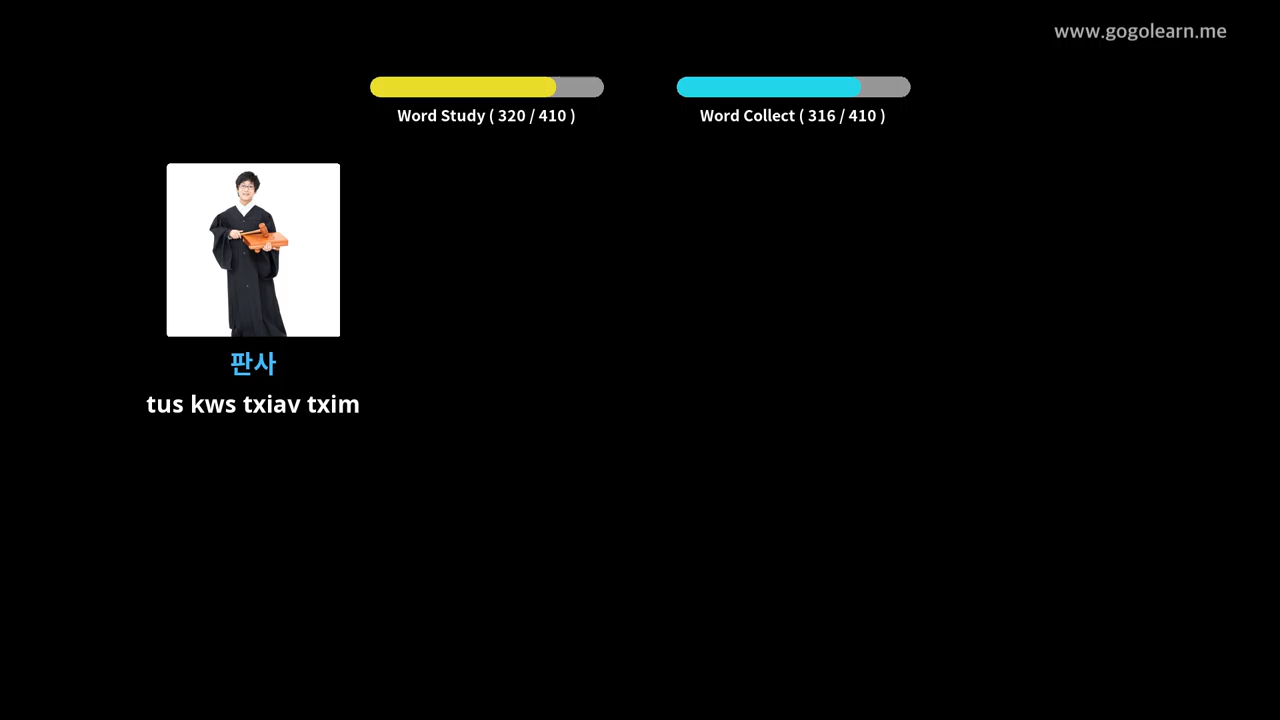 www.gogolearn.me
Word Study ( 320 / 410 )
Word Collect ( 316 / 410 )
판사
tus kws txiav txim